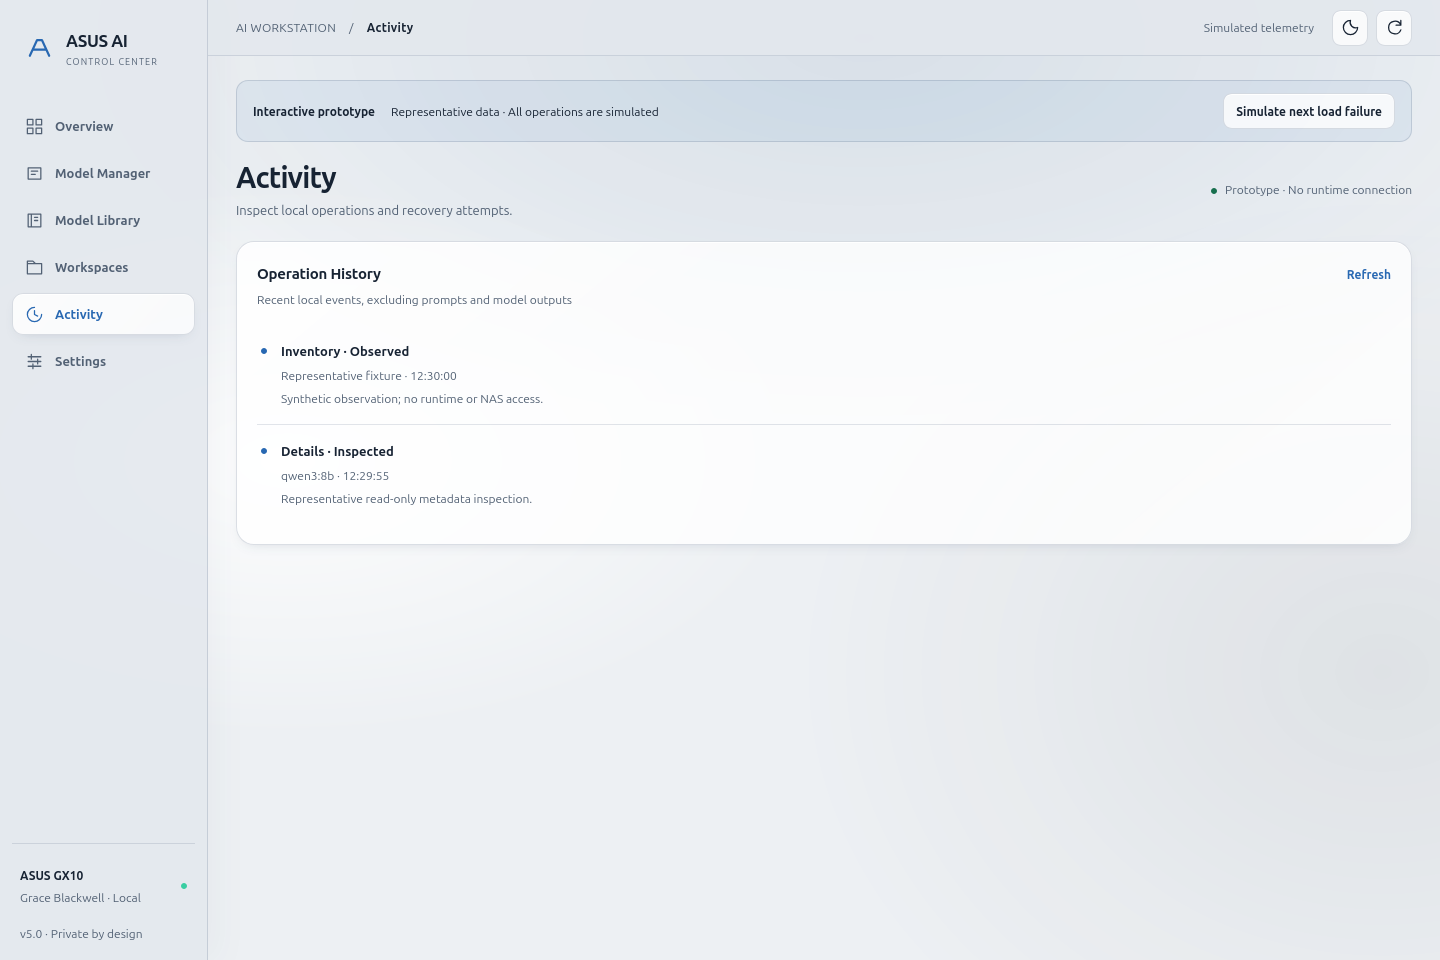 ASUS AI
CONTROL CENTER
Overview
Model Manager
Model Library
Workspaces
Activity
Settings
ASUS GX10
Grace Blackwell · Local
v5.0 · Private by design
AI WORKSTATION / Activity
Simulated telemetry
Interactive prototype Representative data · All operations are simulated
Simulate next load failure
Activity
Inspect local operations and recovery attempts.
Prototype · No runtime connection
Operation History
Refresh
Recent local events, excluding prompts and model outputs
Inventory · Observed
Representative fixture · 12:30:00
Synthetic observation; no runtime or NAS access.
Details · Inspected
qwen3:8b · 12:29:55
Representative read-only metadata inspection.